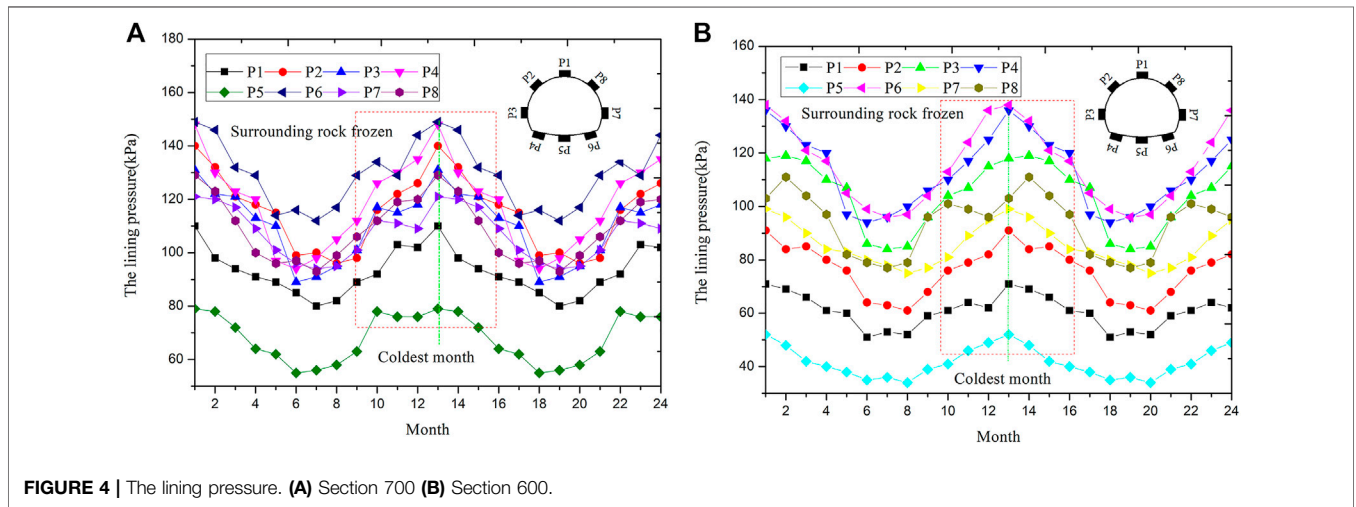 A
180
160
140
120
100
80
60
The lining pressure(kPa)
P1 P2 P3 P4
P5 P6 P7 P8
Surrounding rock frozen
P1
P2
P8
P3
P7
P4
P5
P6
Coldest month
2 4 6 8 10 12 14 16 18 20 22 24
Month
B
160
140
120
100
80
60
40
The lining pressure(kPa)
P1 P2 P3 P4
P5 P6 P7 P8
Surrounding rock frozen
P1
P2
P8
P3
P7
P4
P5
P6
Coldest month
2 4 6 8 10 12 14 16 18 20 22 24
Month
FIGURE 4 | The lining pressure. (A) Section 700 (B) Section 600.